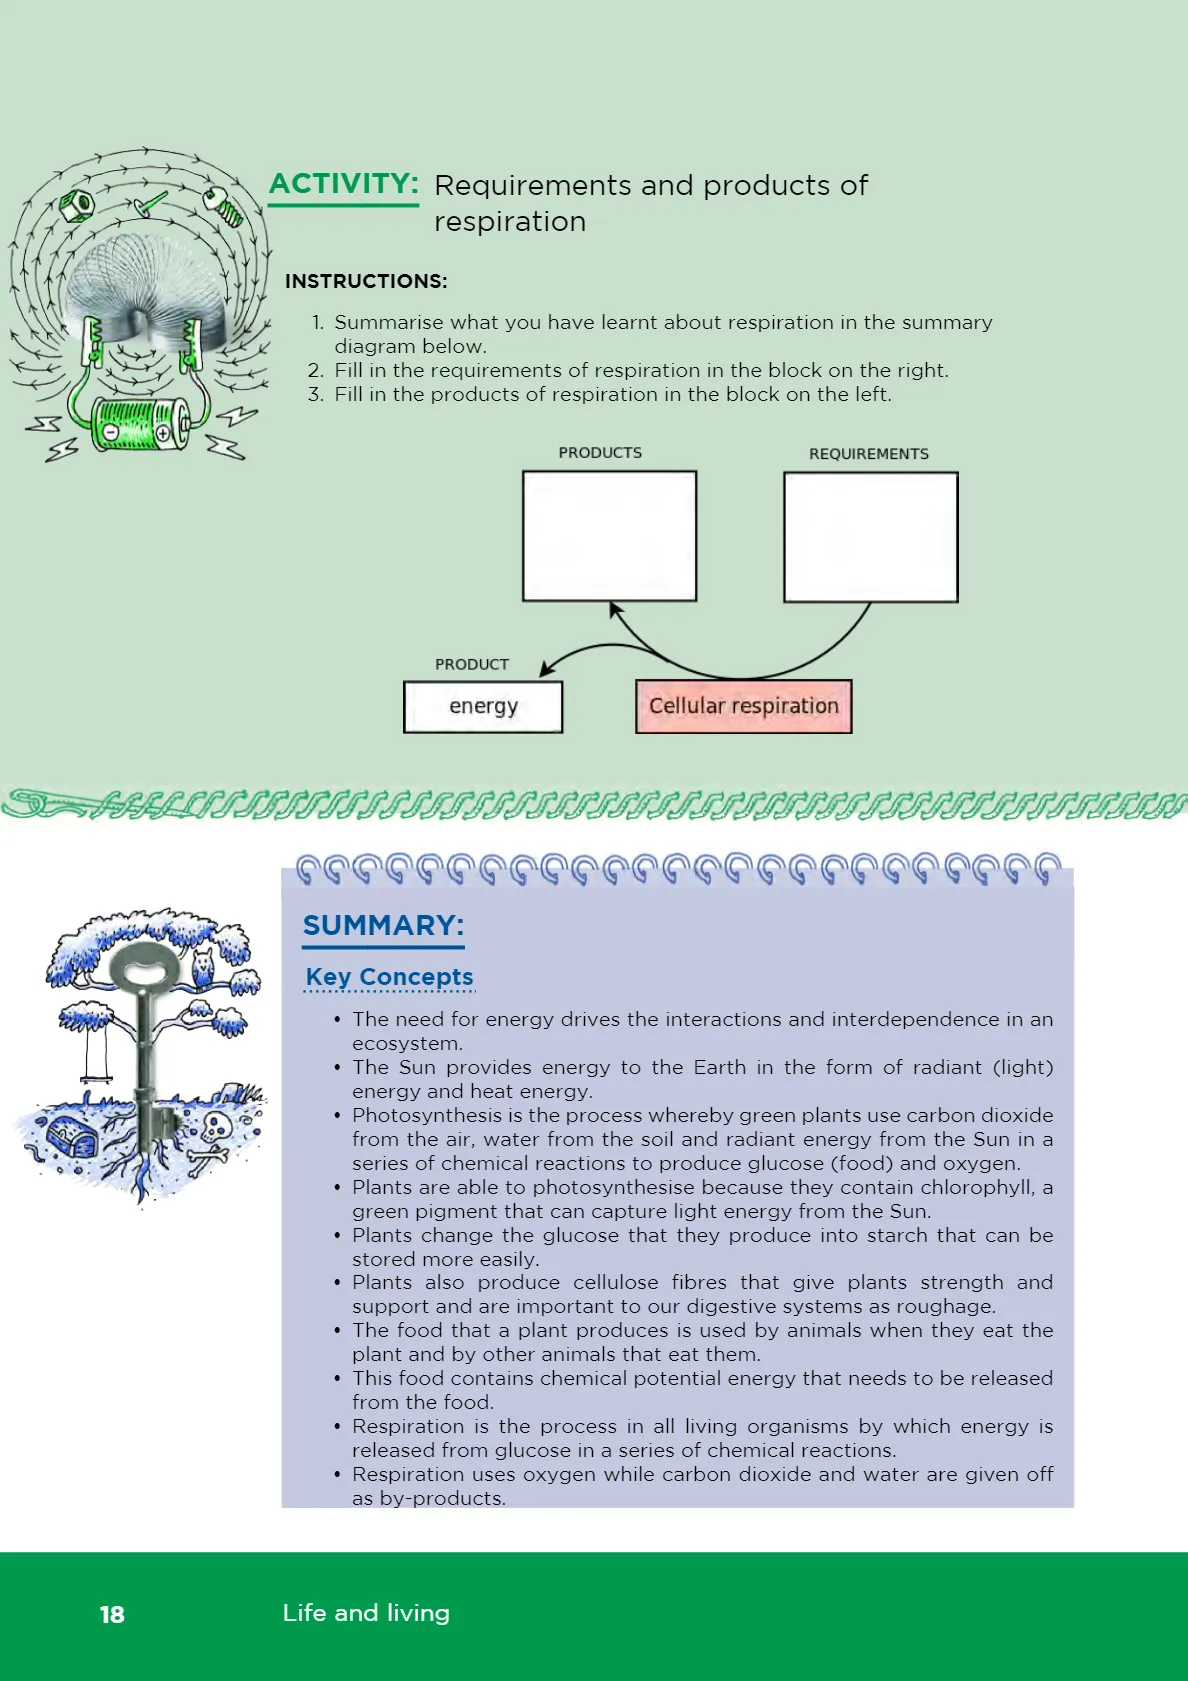 ACTIVITY: Requirements and products of
respiration
INSTRUCTIONS:
1. Summarise what you have learnt about respiration in the summary
diagram below.
2. Fill in the requirements of respiration in the block on the right.
3. Fill in the products of respiration in the block on the left.
PRODUCTS
REQUIREMENTS
PRODUCT
energy
Cellular respiration
SUMMARY:
Key Concepts
• The need for energy drives the interactions and interdependence in an
ecosystem.
• The Sun provides energy to the Earth in the form of radiant (light)
energy and heat energy.
• Photosynthesis is the process whereby green plants use carbon dioxide
from the air, water from the soil and radiant energy from the Sun in a
series of chemical reactions to produce glucose (food) and oxygen.
• Plants are able to photosynthesise because they contain chlorophyll, a
green pigment that can capture light energy from the Sun.
• Plants change the glucose that they produce into starch that can be
stored more easily.
• Plants also produce cellulose fibres that give plants strength and
support and are important to our digestive systems as roughage.
• The food that a plant produces is used by animals when they eat the
plant and by other animals that eat them.
• This food contains chemical potential energy that needs to be released
from the food.
• Respiration is the process in all living organisms by which energy is
released from glucose in a series of chemical reactions.
• Respiration uses oxygen while carbon dioxide and water are given off
as by-products.
18
Life and living